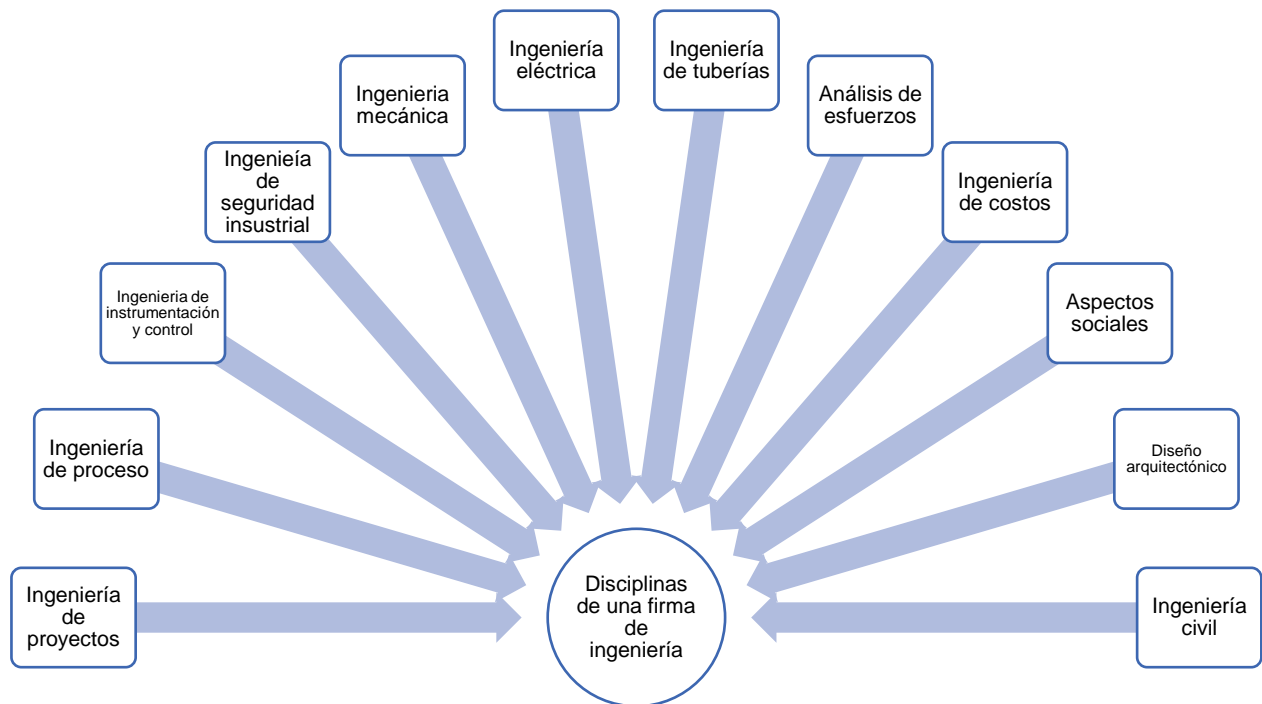 Ingeniería
de
proyectos
Ingeniería
de proceso
Ingenieria de
instrumentación
y control
Ingenieía
de
seguridad
insustrial
Ingenieria
mecánica
Ingeniería
eléctrica
Ingeniería
de tuberías
Análisis de
esfuerzos
Ingeniería
de costos
Aspectos
sociales
Diseño
arquitectónico
Ingeniería
civil
Disciplinas
de una firma
de
ingeniería